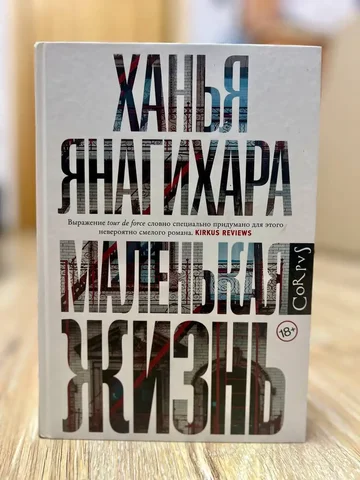 ХАНЬЯ
ЯНАГИХАРА
Выражение tour de force словно специально придумано для этого
невероятно смелого романа. KIRKUS REVIEWS
МАЛЕНЬКАЯ
ЖИЗНЬ
CORPVS
18+